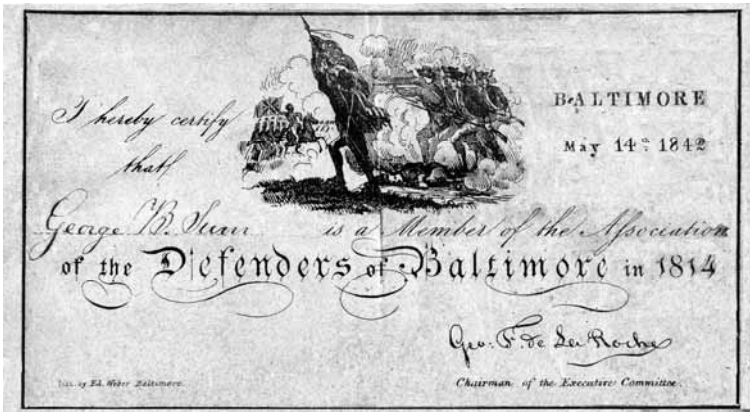 BALTIMORE
May 14th 1842
I hereby certify
that
George B. is a Member of the Association
of the Defenders of Baltimore in 1814
Geo: F. de La Roche
Lith. by Ed. Weber Baltimore.
Chairman of the Executive Committee.